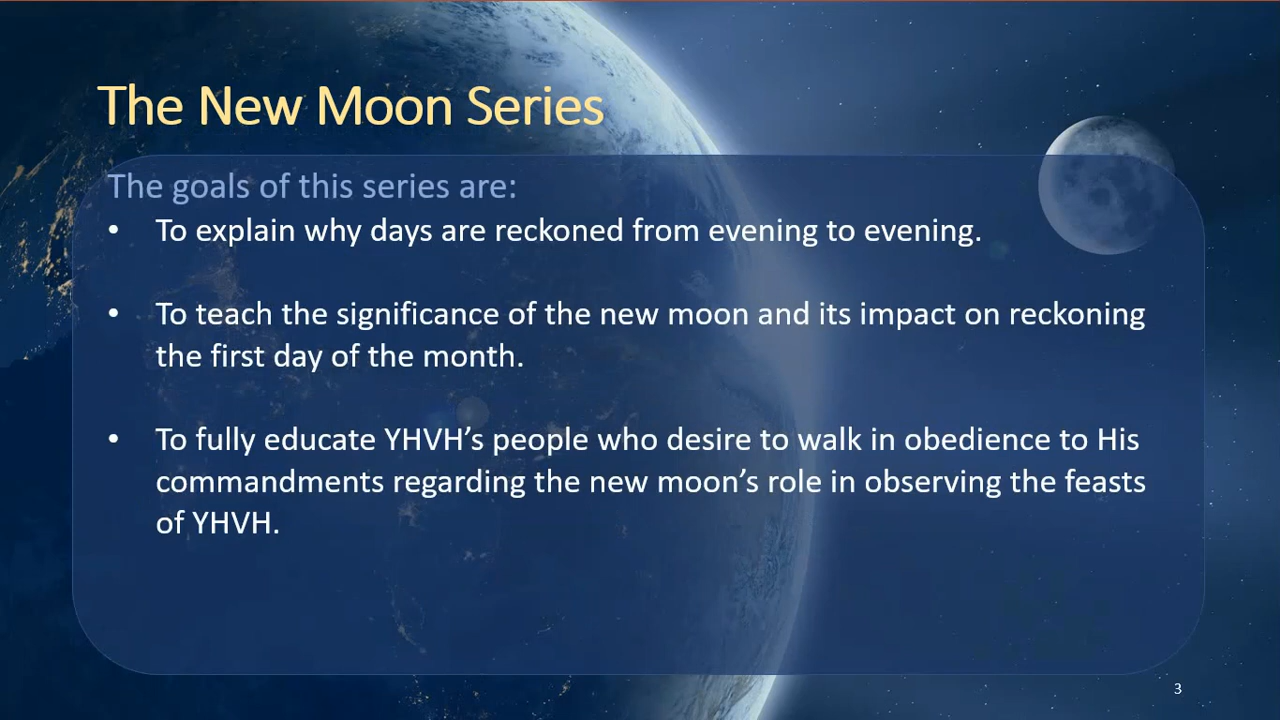 The New Moon Series
The goals of this series are:
• To explain why days are reckoned from evening to evening.
• To teach the significance of the new moon and its impact on reckoning
the first day of the month.
• To fully educate YHVH’s people who desire to walk in obedience to His
commandments regarding the new moon’s role in observing the feasts
of YHVH.
3